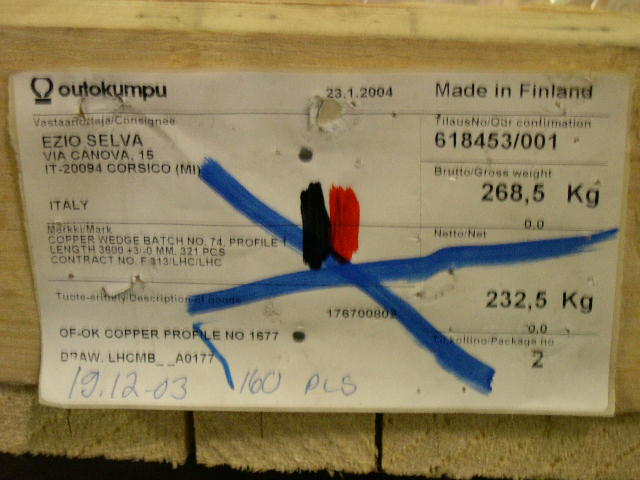 outokumpu
23.1.2004
Made in Finland
Vastaanottaja/Consignee
EZIO SELVA
VIA CANOVA, 15
IT-20094 CORSICO (MI)
ITALY
TilausNo/Our confirmation
618453/001
Brutto/Gross weight
268,5 Kg
0,0
Merkki/Mark
COPPER WEDGE BATCH NO. 74, PROFILE
LENGTH 3600 +3/-0 MM. 321 PCS
CONTRACT NO. F 313/LHC/LHC
Netto/Net
232,5 Kg
0,0
Tuote-erittely/Description of goods
176700809
OF-OK COPPER PROFILE NO 1677
DRAW. LHCMB__A0177
Package no
2
19.12-03 160 PCS